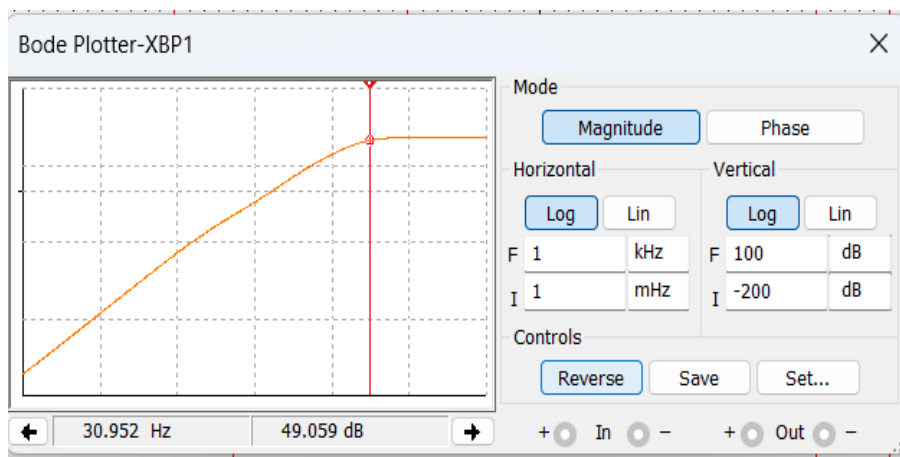 Bode Plotter-XBP1
Mode
Magnitude Phase
Horizontal Vertical
Log Lin Log Lin
F 1 kHz F 100 dB
I 1 mHz I -200 dB
Controls
Reverse Save Set...
30.952 Hz 49.059 dB
+ In - + Out -